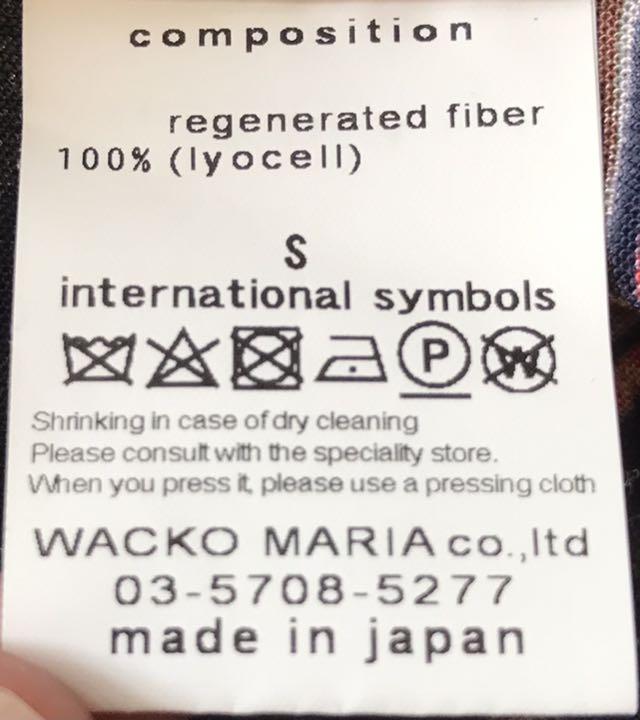 composition
regenerated fiber
100% (lyocell)
S
international symbols
P W
Shrinking in case of dry cleaning
Please consult with the speciality store.
When you press it, please use a pressing cloth
WACKO MARIA co.,ltd
03-5708-5277
made in japan